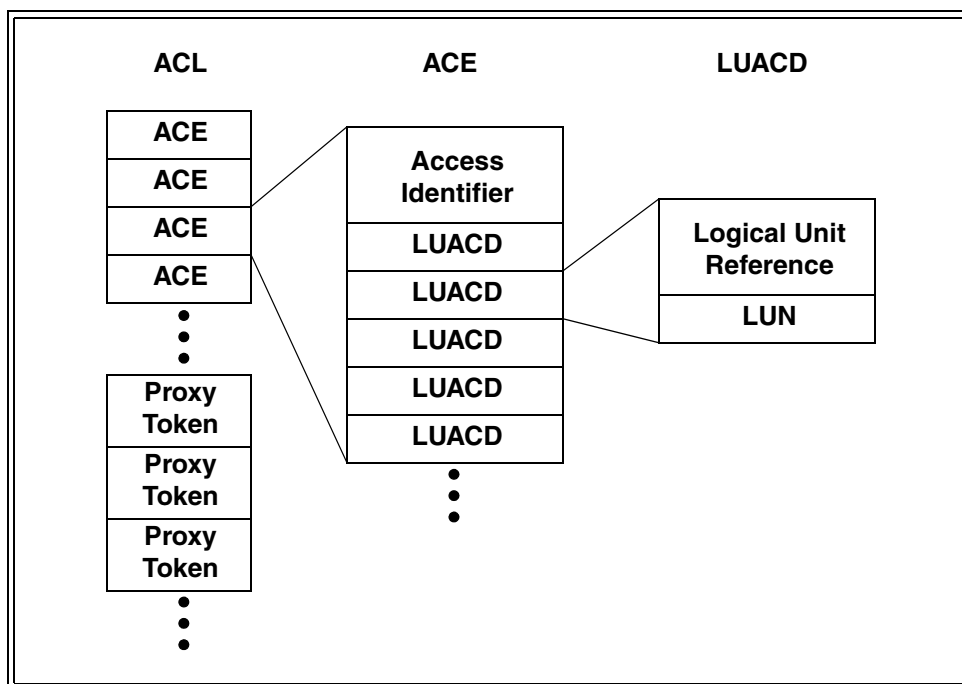 ACL
ACE
LUACD
ACE
ACE
ACE
ACE
Proxy
Token
Proxy
Token
Proxy
Token
Access
Identifier
LUACD
LUACD
LUACD
LUACD
LUACD
Logical Unit
Reference
LUN